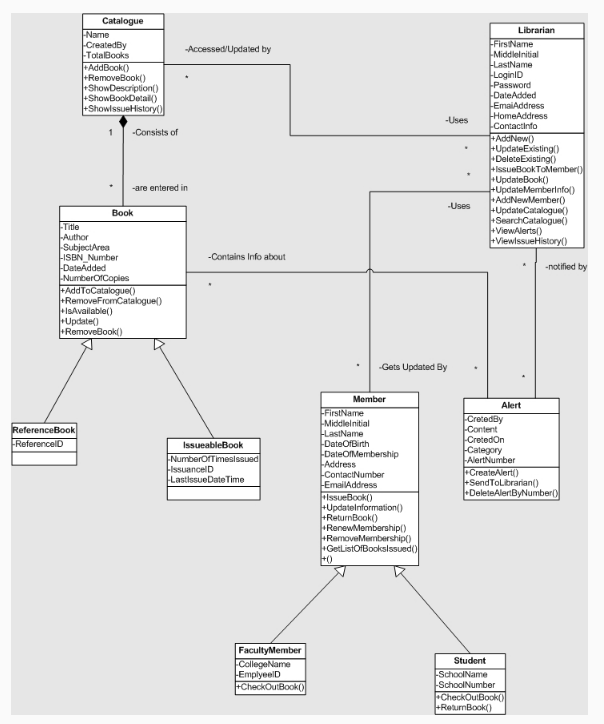 Catalogue
-Name
-CreatedBy
-TotalBooks
+AddBook()
+RemoveBook()
+ShowDescription()
+ShowBookDetail()
+ShowIssueHistory()
Librarian
-FirstName
-MiddleInitial
-LastName
-LoginID
-Password
-DateAdded
-EmaiAddress
-HomeAddress
-ContactInfo
+AddNew()
+UpdateExisting()
+DeleteExisting()
+IssueBookToMember()
+UpdateBook()
+UpdateMemberInfo()
+AddNewMember()
+UpdateCatalogue()
+SearchCatalogue()
+ViewAlerts()
+ViewIssueHistory()
-Accessed/Updated by
*
-Uses
*
1
-Consists of
*
-are entered in
*
-Uses
Book
-Title
-Author
-SubjectArea
-ISBN_Number
-DateAdded
-NumberOfCopies
+AddToCatalogue()
+RemoveFromCatalogue()
+IsAvailable()
+Update()
+RemoveBook()
-Contains Info about
*
*
-notified by
*
-Gets Updated By
*
*
ReferenceBook
-ReferenceID
IssueableBook
-NumberOfTimesIssued
-IssuanceID
-LastIssueDateTime
Member
-FirstName
-MiddleInitial
-LastName
-DateOfBirth
-DateOfMembership
-Address
-ContactNumber
-EmailAddress
+IssueBook()
+UpdateInformation()
+ReturnBook()
+RenewMembership()
+RemoveMembership()
+GetListOfBooksIssued()
+()
Alert
-CretedBy
-Content
-CretedOn
-Category
-AlertNumber
+CreateAlert()
+SendToLibrarian()
+DeleteAlertByNumber()
FacultyMember
-CollegeName
-EmplyeeID
+CheckOutBook()
Student
-SchoolName
-SchoolNumber
+CheckOutBook()
+ReturnBook()